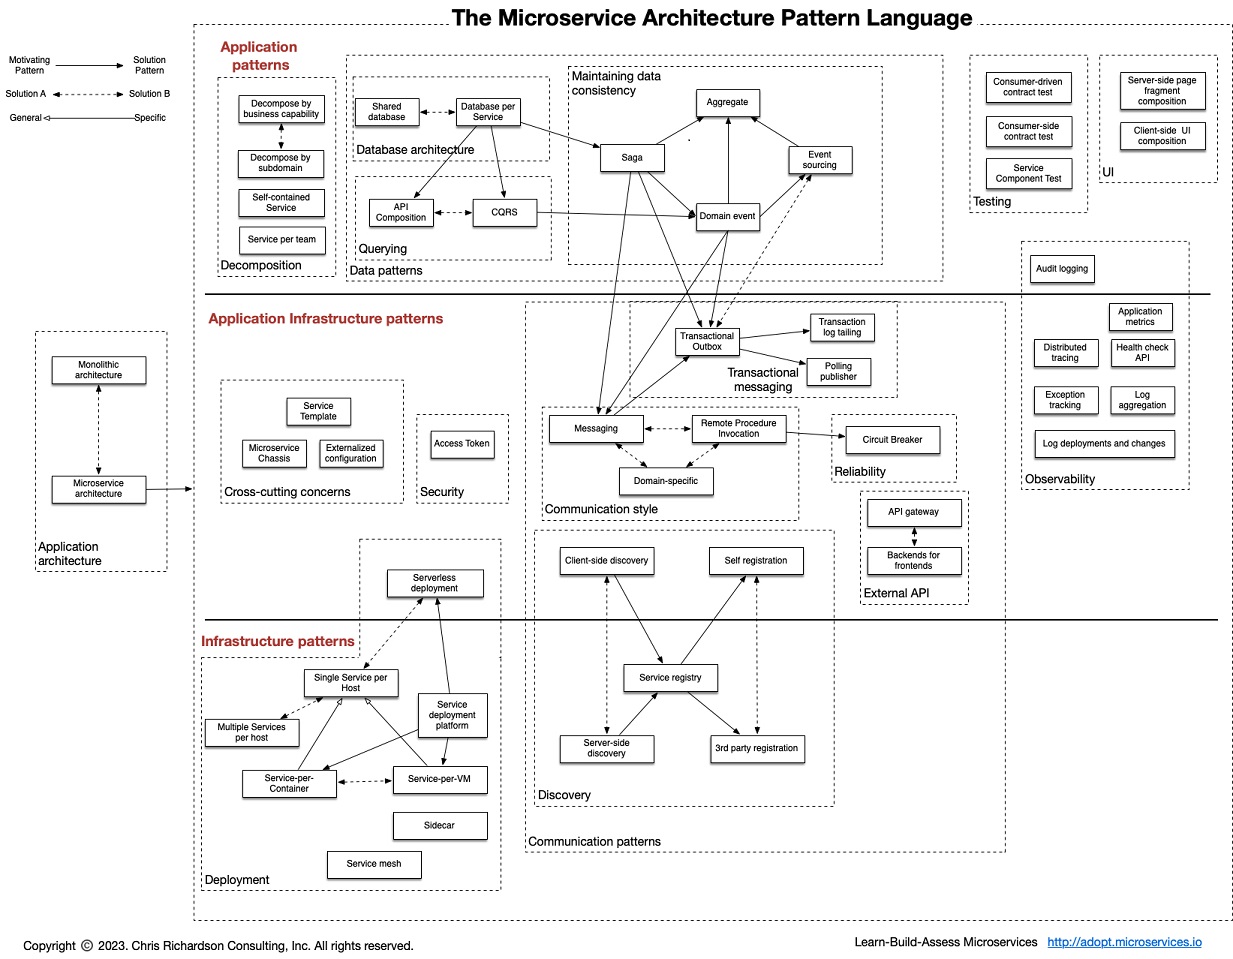 The Microservice Architecture Pattern Language
Motivating
Pattern
Solution
Pattern
Solution A
Solution B
General
Specific
Application
patterns
Decompose by
business capability
Decompose by
subdomain
Self-contained
Service
Service per team
Decomposition
Shared
database
Database per
Service
Database architecture
API
Composition
CQRS
Querying
Data patterns
Maintaining data
consistency
Aggregate
Saga
Event
sourcing
Domain event
Consumer-driven
contract test
Consumer-side
contract test
Service
Component Test
Testing
Server-side page
fragment
composition
Client-side UI
composition
UI
Application Infrastructure patterns
Monolithic
architecture
Microservice
architecture
Application
architecture
Service
Template
Microservice
Chassis
Externalized
configuration
Cross-cutting concerns
Access Token
Security
Transactional
Outbox
Transaction
log tailing
Polling
publisher
Transactional
messaging
Messaging
Remote Procedure
Invocation
Domain-specific
Communication style
Circuit Breaker
Reliability
API gateway
Backends for
frontends
External API
Audit logging
Application
metrics
Distributed
tracing
Health check
API
Exception
tracking
Log
aggregation
Log deployments and changes
Observability
Client-side discovery
Self registration
Service registry
Server-side
discovery
3rd party registration
Discovery
Communication patterns
Infrastructure patterns
Serverless
deployment
Single Service per
Host
Multiple Services
per host
Service
deployment
platform
Service-per-
Container
Service-per-VM
Sidecar
Service mesh
Deployment
Copyright © 2023. Chris Richardson Consulting, Inc. All rights reserved.
Learn-Build-Assess Microservices http://adopt.microservices.io